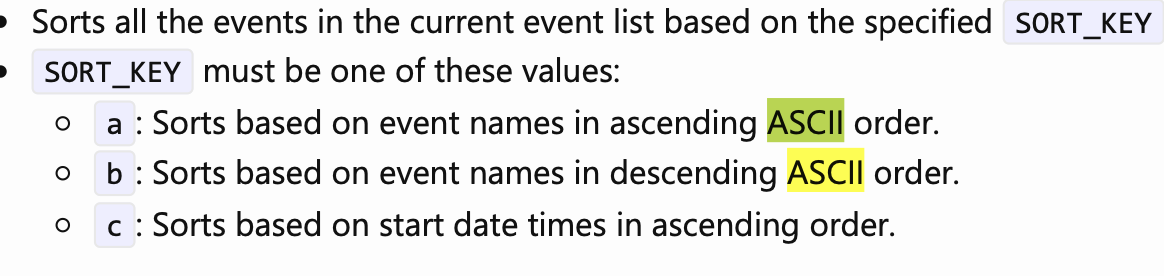 Sorts all the events in the current event list based on the specified SORT_KEY
SORT_KEY must be one of these values:
a: Sorts based on event names in ascending ASCII order.
b: Sorts based on event names in descending ASCII order.
c: Sorts based on start date times in ascending order.